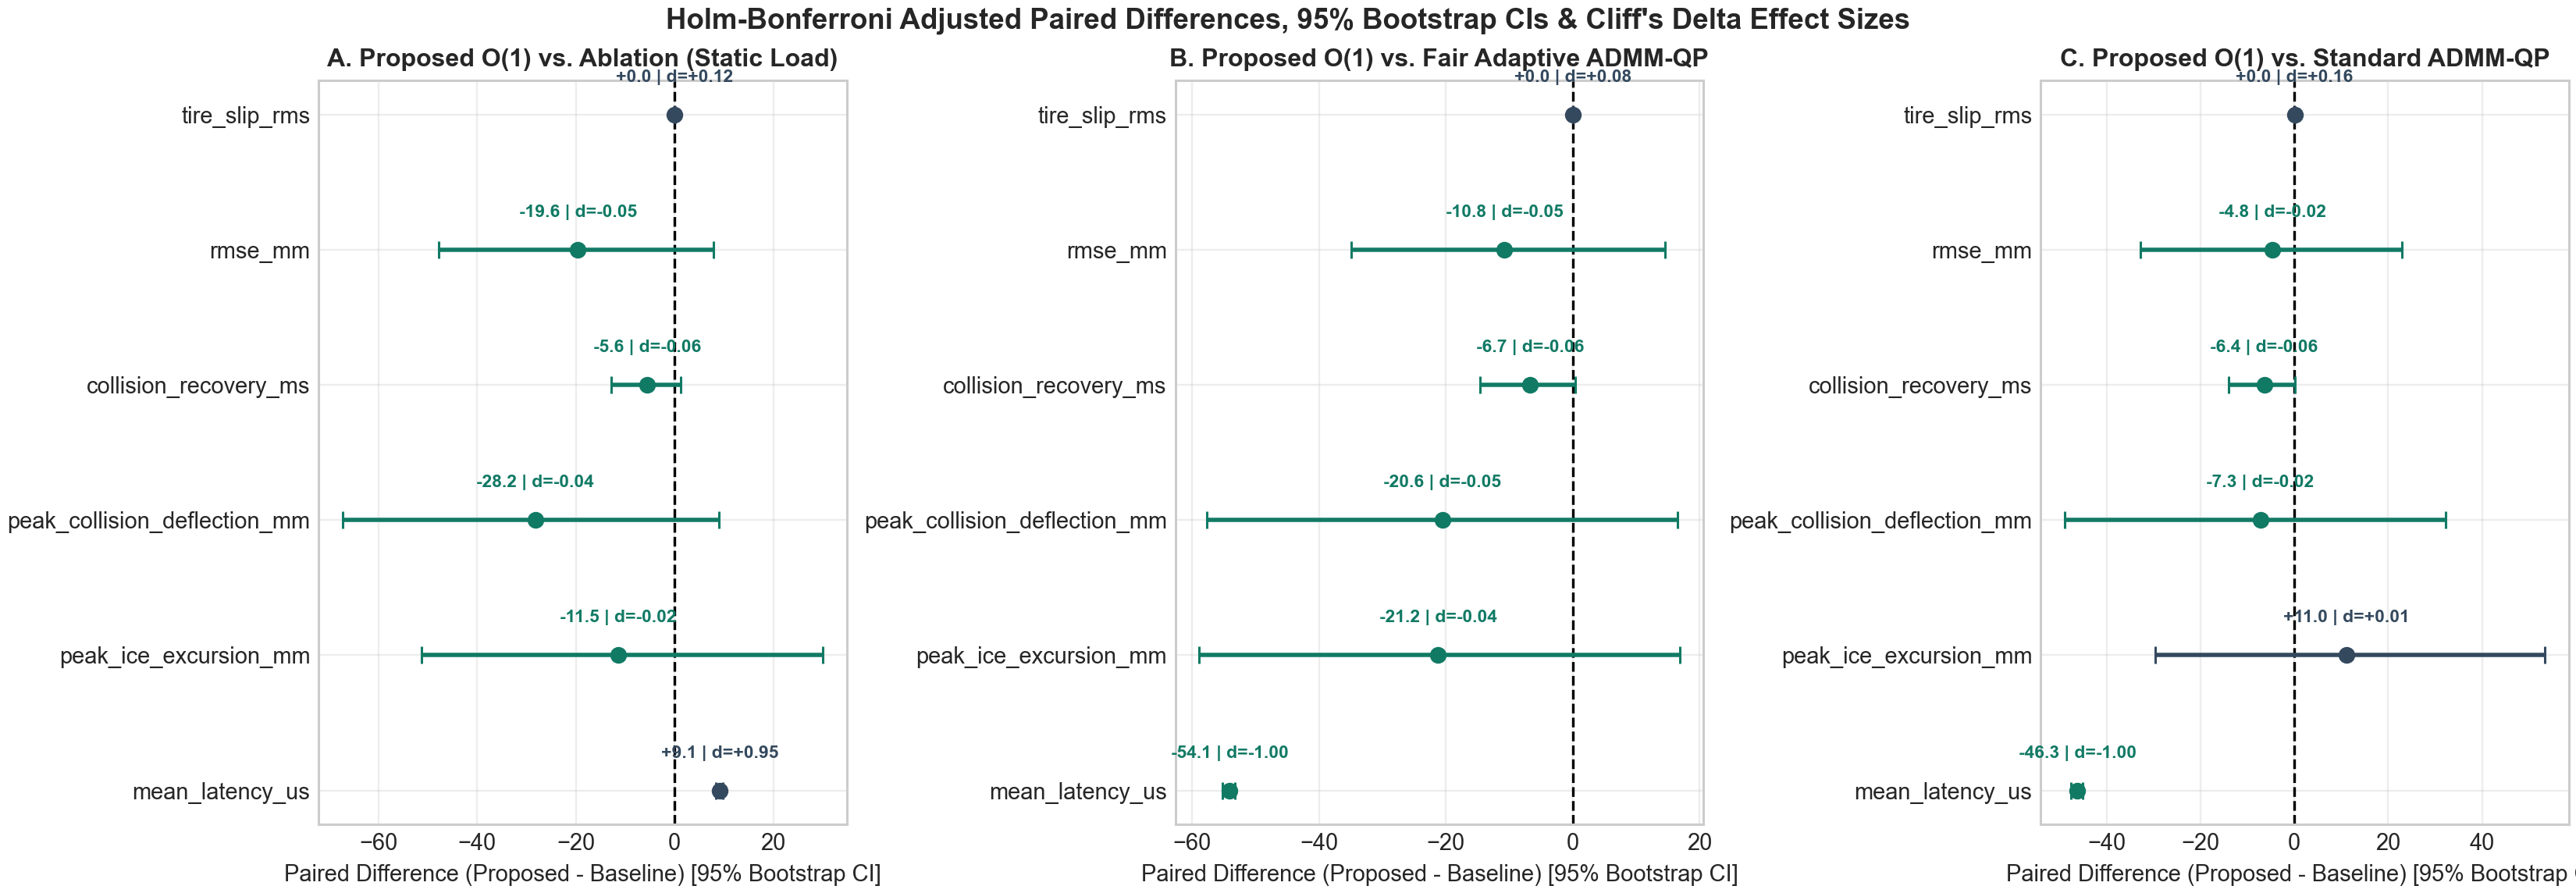 Holm-Bonferroni Adjusted Paired Differences, 95% Bootstrap CIs & Cliff's Delta Effect Sizes
A. Proposed O(1) vs. Ablation (Static Load)
+0.0 | d=+0.12
tire_slip_rms
-19.6 | d=-0.05
rmse_mm
-5.6 | d=-0.06
collision_recovery_ms
-28.2 | d=-0.04
peak_collision_deflection_mm
-11.5 | d=-0.02
peak_ice_excursion_mm
+9.1 | d=+0.95
mean_latency_us
−60 −40 −20 0 20
Paired Difference (Proposed - Baseline) [95% Bootstrap CI]
B. Proposed O(1) vs. Fair Adaptive ADMM-QP
+0.0 | d=+0.08
tire_slip_rms
-10.8 | d=-0.05
rmse_mm
-6.7 | d=-0.06
collision_recovery_ms
-20.6 | d=-0.05
peak_collision_deflection_mm
-21.2 | d=-0.04
peak_ice_excursion_mm
-54.1 | d=-1.00
mean_latency_us
−60 −40 −20 0 20
Paired Difference (Proposed - Baseline) [95% Bootstrap CI]
C. Proposed O(1) vs. Standard ADMM-QP
+0.0 | d=+0.16
tire_slip_rms
-4.8 | d=-0.02
rmse_mm
-6.4 | d=-0.06
collision_recovery_ms
-7.3 | d=-0.02
peak_collision_deflection_mm
+11.0 | d=+0.01
peak_ice_excursion_mm
-46.3 | d=-1.00
mean_latency_us
−40 −20 0 20 40
Paired Difference (Proposed - Baseline) [95% Bootstrap